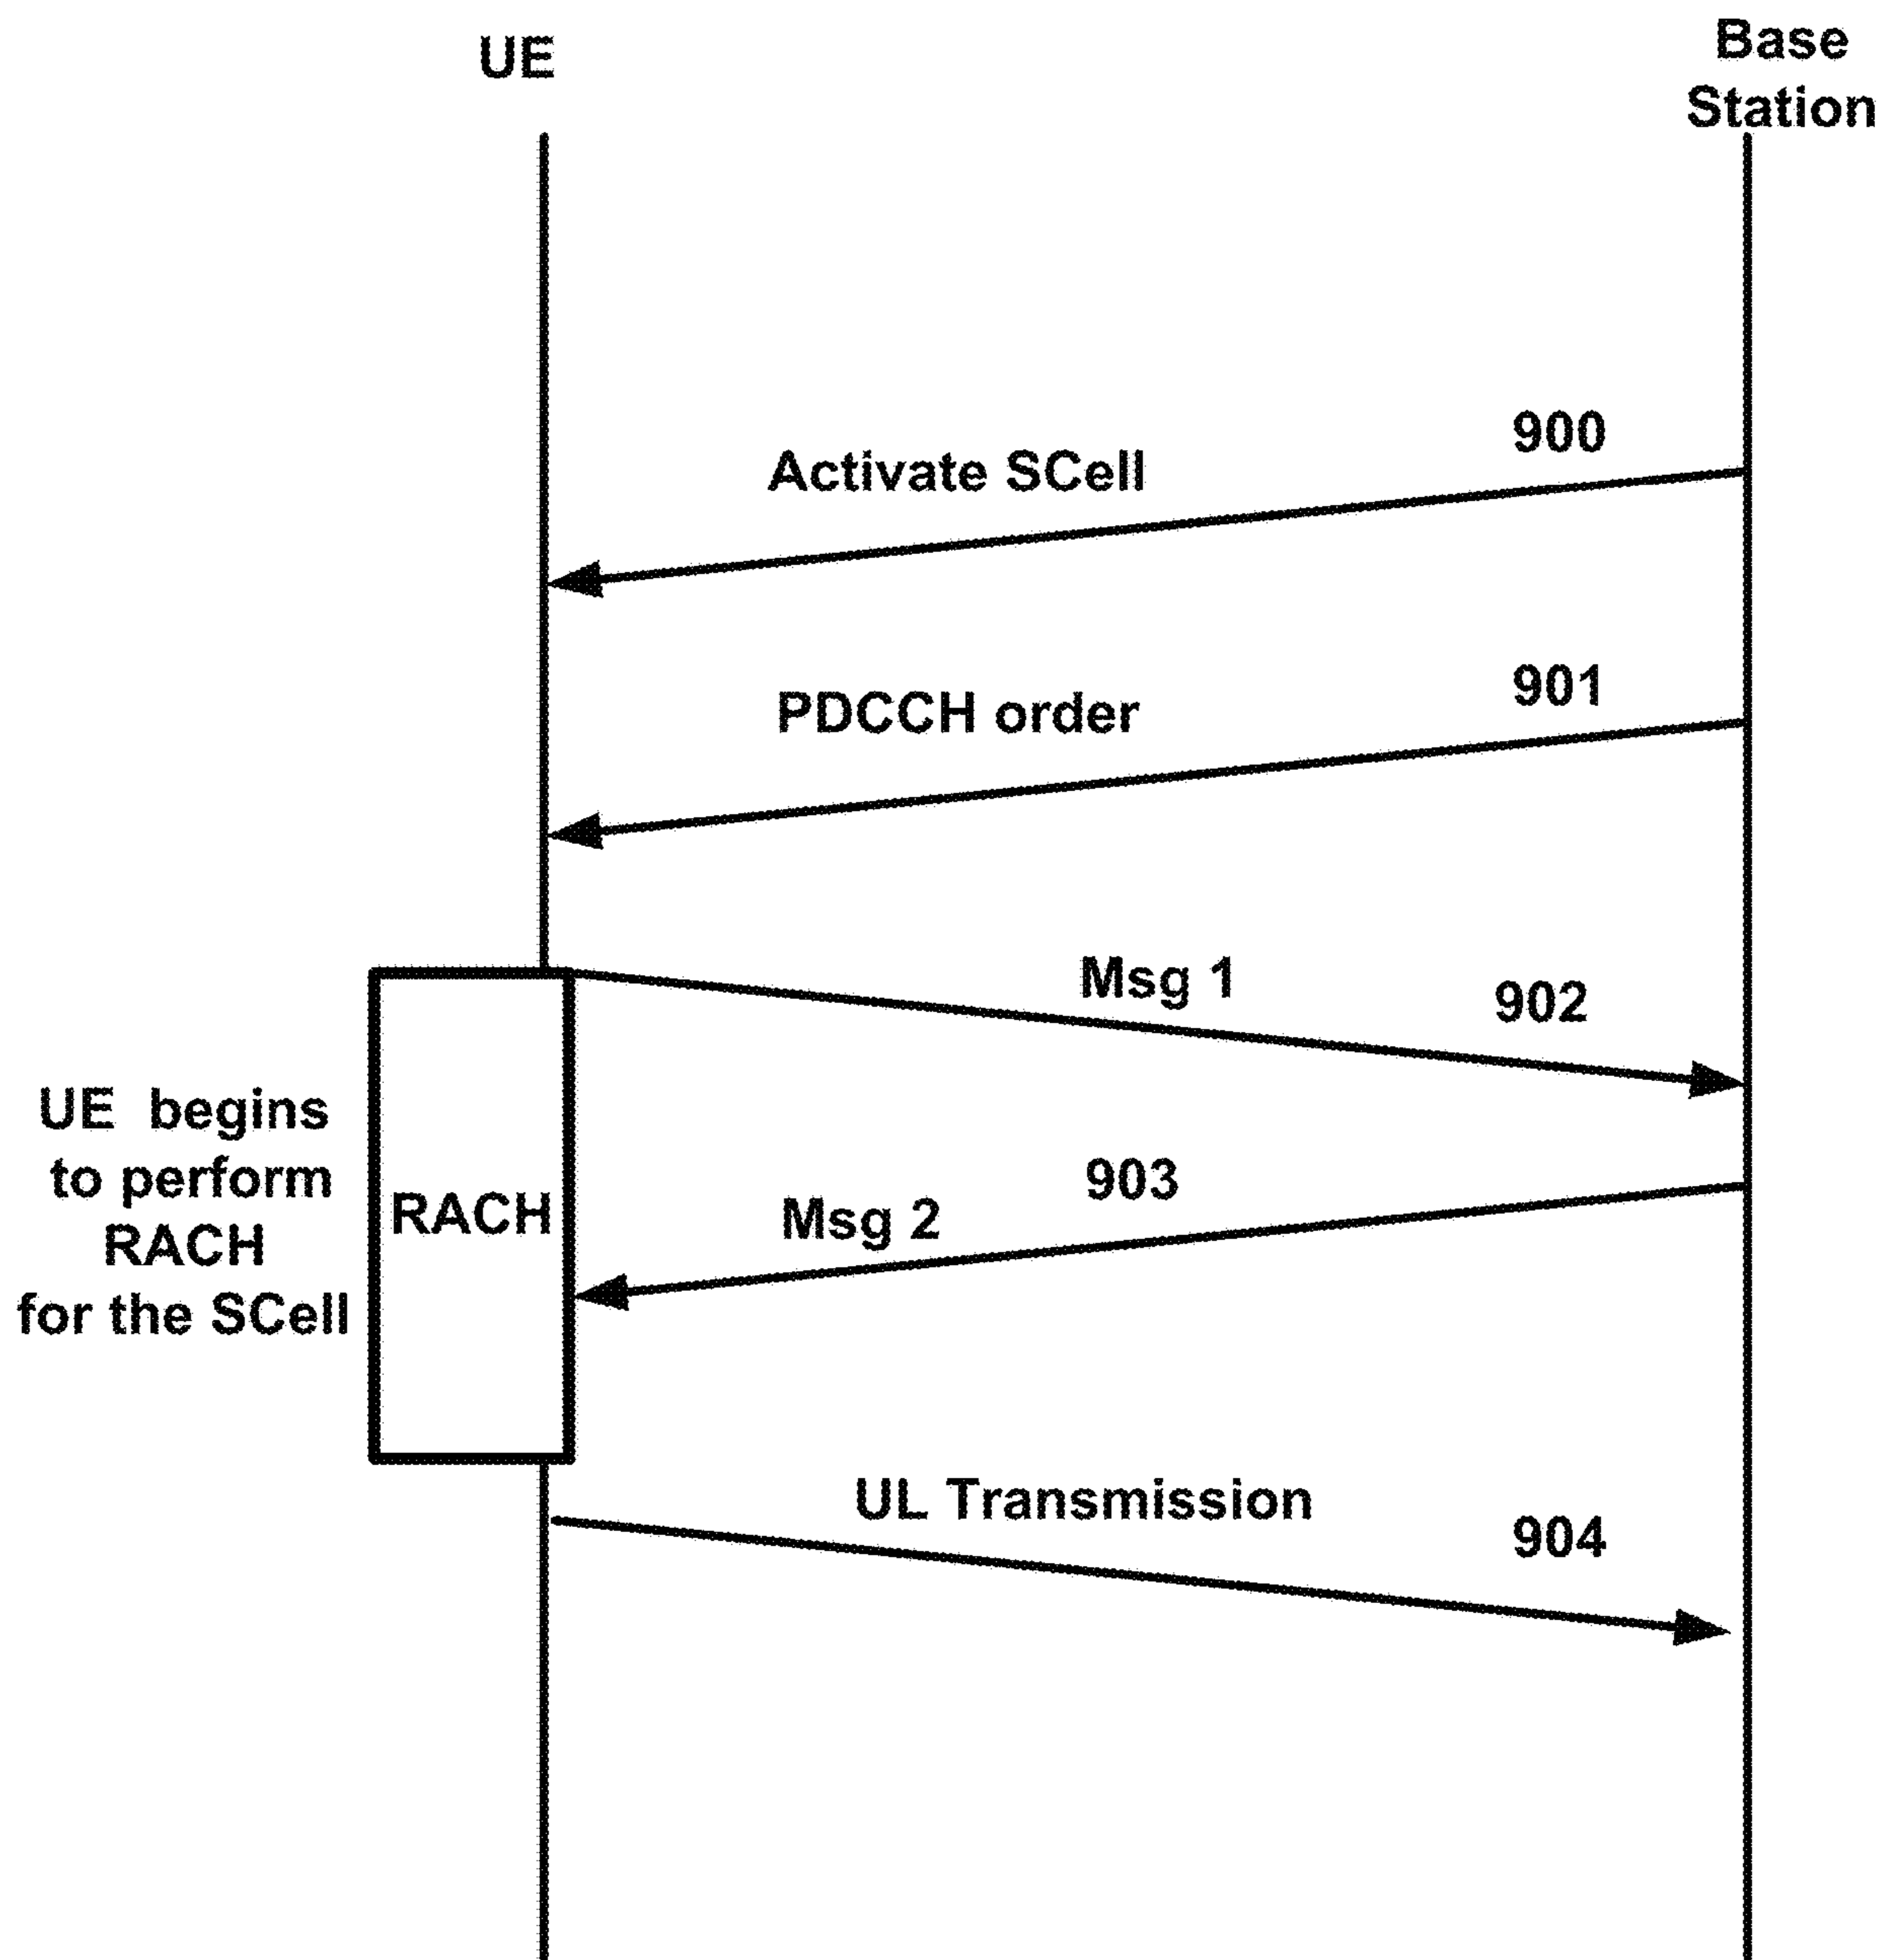 UE
Base
Station
900
Activate SCell
901
PDCCH order
Msg 1
902
UE begins
to perform
RACH
for the SCell
RACH
903
Msg 2
UL Transmission
904